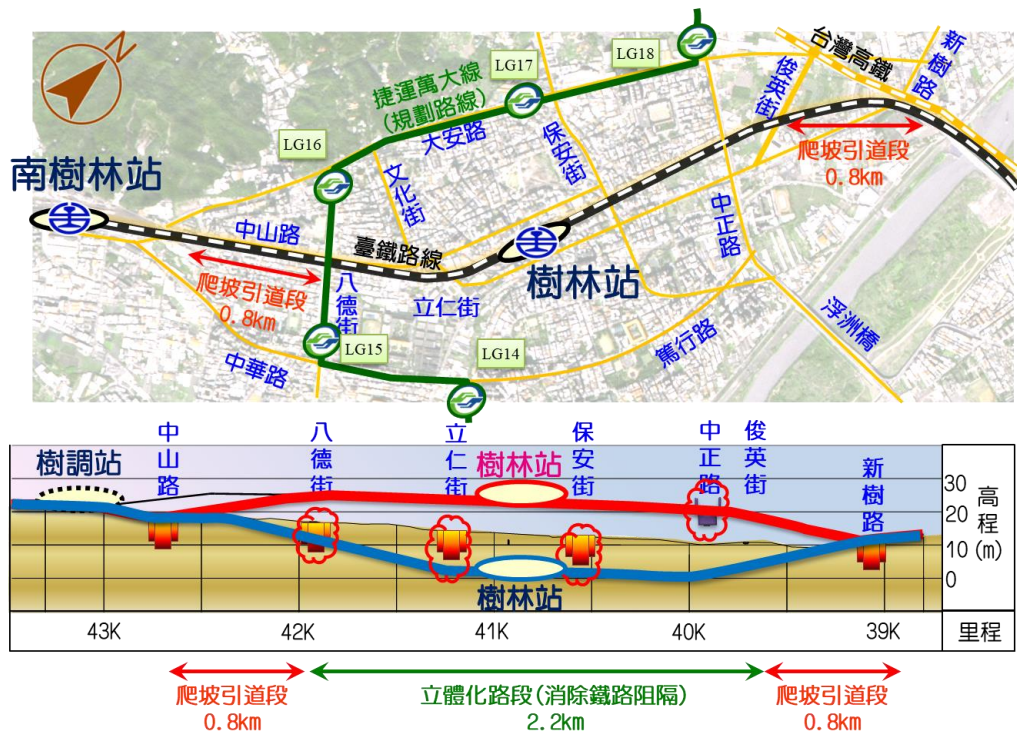 N
台灣高鐵
新樹路
俊英街
LG18
LG17
捷運萬大線
(規劃路線)
大安路
LG16
保安街
文化街
爬坡引道段
0.8km
南樹林站
中山路
臺鐵路線
中正路
樹林站
爬坡引道段
0.8km
八德街
立仁街
浮洲橋
LG15
LG14
篤行路
中華路
中山路
八德街
立仁街
保安街
中正路
俊英街
新樹路
樹調站
樹林站
樹林站
30
20
10
0
高程
(m)
43K
42K
41K
40K
39K
里程
爬坡引道段
0.8km
立體化路段(消除鐵路阻隔)
2.2km
爬坡引道段
0.8km